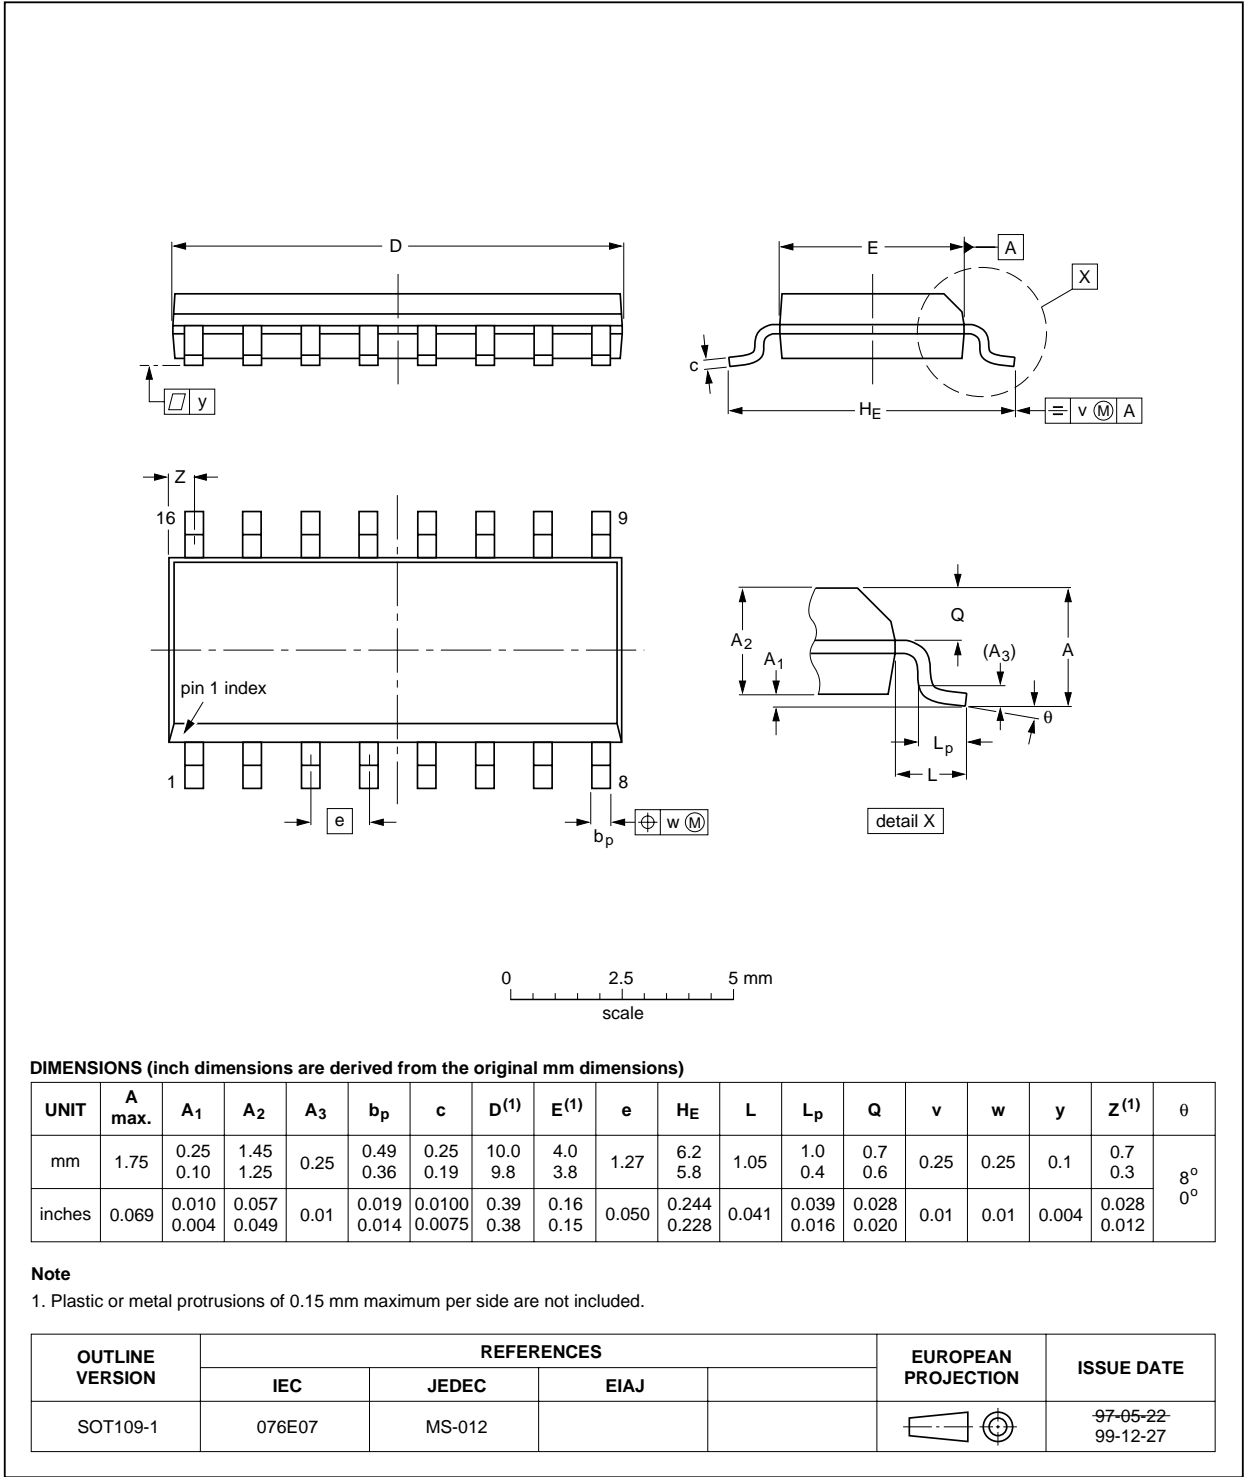 D
E
A
X
c
y
HE
v M A
Z
16
9
pin 1 index
1
8
e
bp
w M
Q
A2
A1
(A3)
A
θ
Lp
L
detail X
0 2.5 5 mm
scale
DIMENSIONS (inch dimensions are derived from the original mm dimensions)
UNIT A max. A1 A2 A3 bp c D(1) E(1) e HE L Lp Q v w y Z(1) θ
mm 1.75 0.25 0.10 1.45 1.25 0.25 0.49 0.36 0.25 0.19 10.0 9.8 4.0 3.8 1.27 6.2 5.8 1.05 1.0 0.4 0.7 0.6 0.25 0.25 0.1 0.7 0.3 8o 0o
inches 0.069 0.010 0.004 0.057 0.049 0.01 0.019 0.014 0.0100 0.0075 0.39 0.38 0.16 0.15 0.050 0.244 0.228 0.041 0.039 0.016 0.028 0.020 0.01 0.01 0.004 0.028 0.012
Note
1. Plastic or metal protrusions of 0.15 mm maximum per side are not included.
OUTLINE VERSION REFERENCES EUROPEAN PROJECTION ISSUE DATE
IEC JEDEC EIAJ
SOT109-1 076E07 MS-012 97-05-22
99-12-27